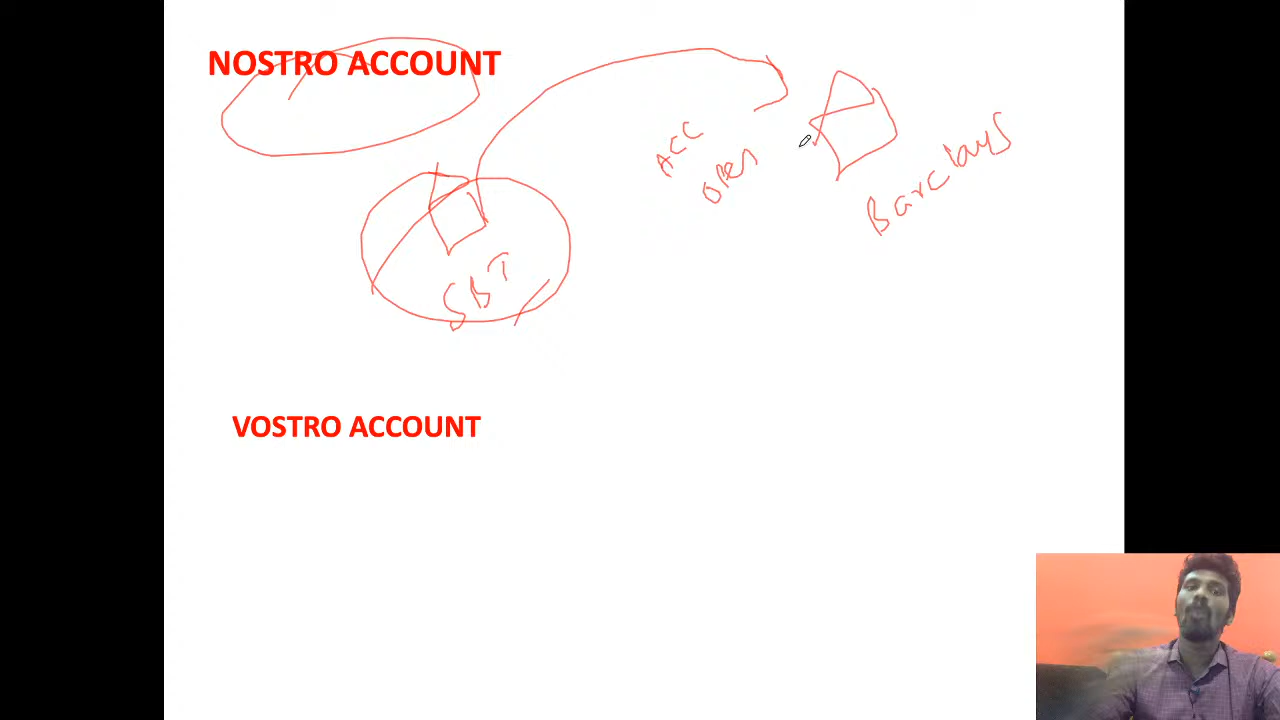 NOSTRO ACCOUNT
ACC
OPEN
Barclays
SBT
VOSTRO ACCOUNT